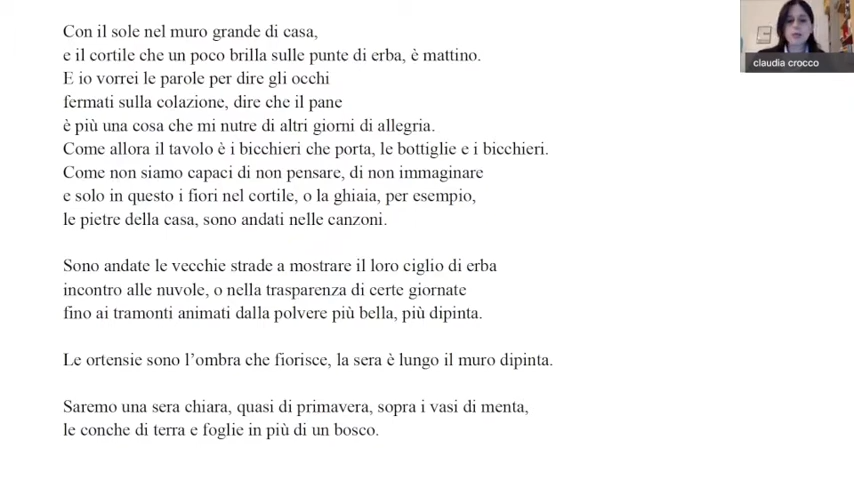 Con il sole nel muro grande di casa,
e il cortile che un poco brilla sulle punte di erba, è mattino.
E io vorrei le parole per dire gli occhi
fermati sulla colazione, dire che il pane
è più una cosa che mi nutre di altri giorni di allegria.
Come allora il tavolo è i bicchieri che porta, le bottiglie e i bicchieri.
Come non siamo capaci di non pensare, di non immaginare
e solo in questo i fiori nel cortile, o la ghiaia, per esempio,
le pietre della casa, sono andati nelle canzoni.
Sono andate le vecchie strade a mostrare il loro ciglio di erba
incontro alle nuvole, o nella trasparenza di certe giornate
fino ai tramonti animati dalla polvere più bella, più dipinta.
Le ortensie sono l'ombra che fiorisce, la sera è lungo il muro dipinta.
Saremo una sera chiara, quasi di primavera, sopra i vasi di menta,
le conche di terra e foglie in più di un bosco.
claudia crocco